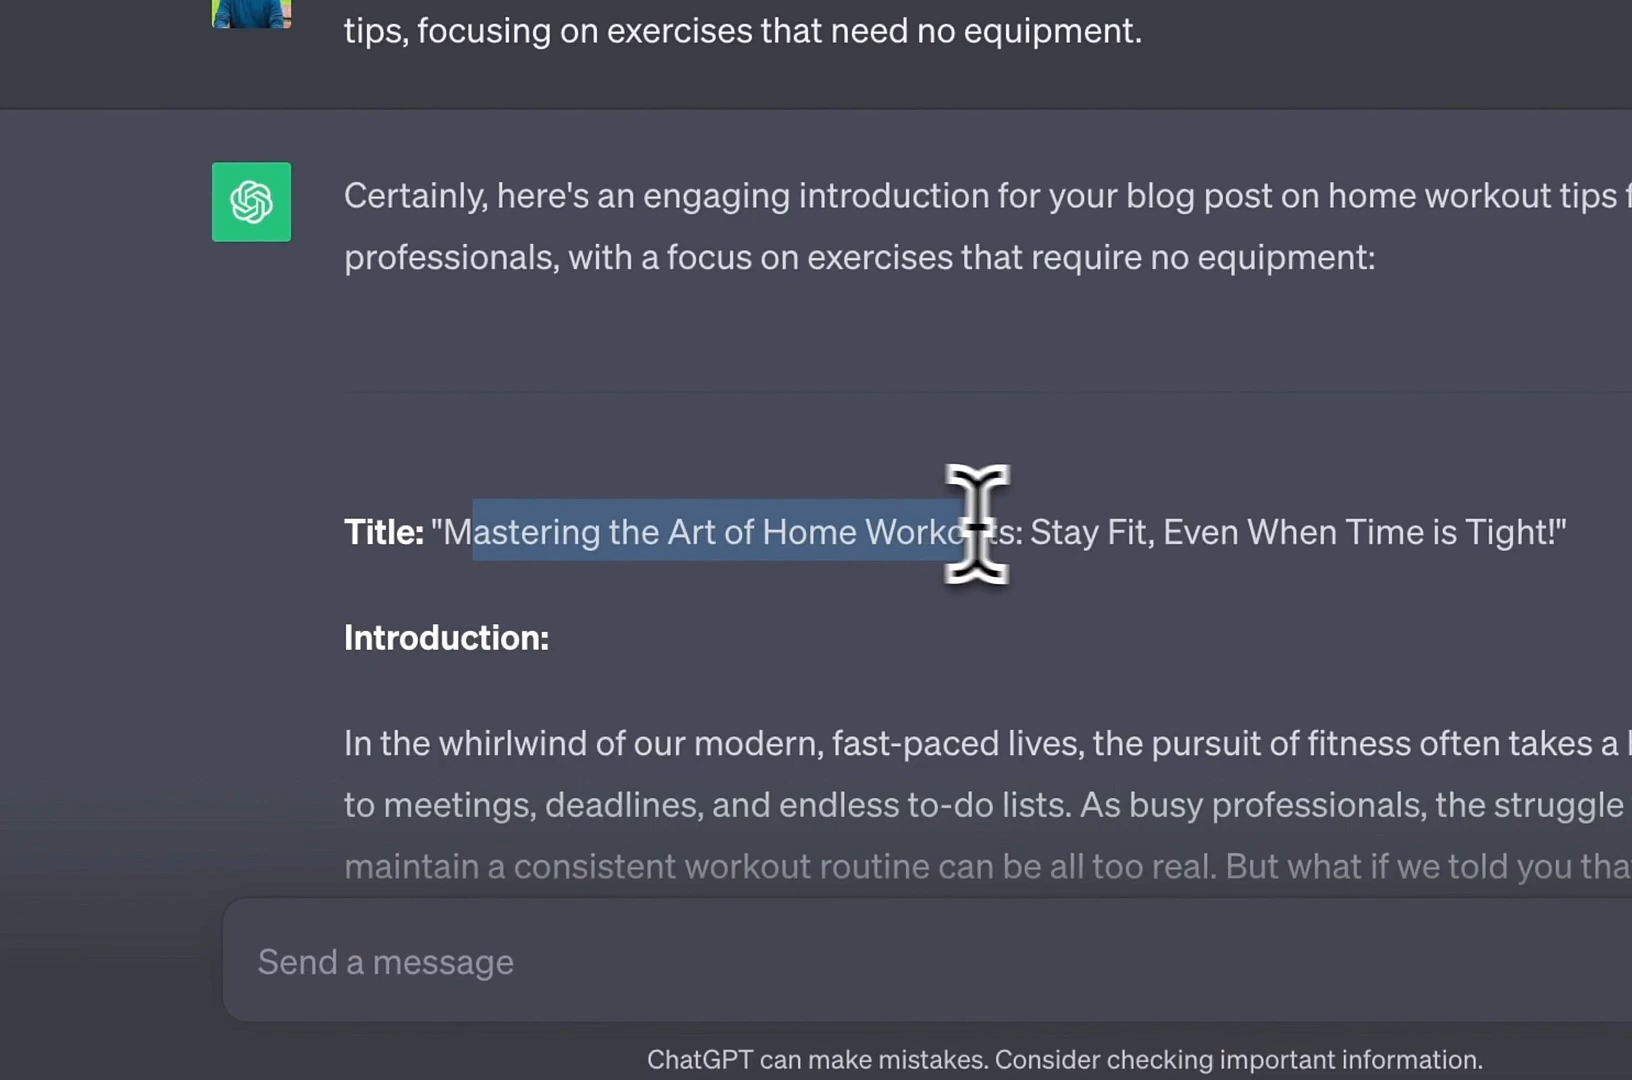 tips, focusing on exercises that need no equipment.
Certainly, here's an engaging introduction for your blog post on home workout tips
professionals, with a focus on exercises that require no equipment:
Title: "Mastering the Art of Home Workouts: Stay Fit, Even When Time is Tight!"
Introduction:
In the whirlwind of our modern, fast-paced lives, the pursuit of fitness often takes a
to meetings, deadlines, and endless to-do lists. As busy professionals, the struggle
maintain a consistent workout routine can be all too real. But what if we told you
Send a message
ChatGPT can make mistakes. Consider checking important information.